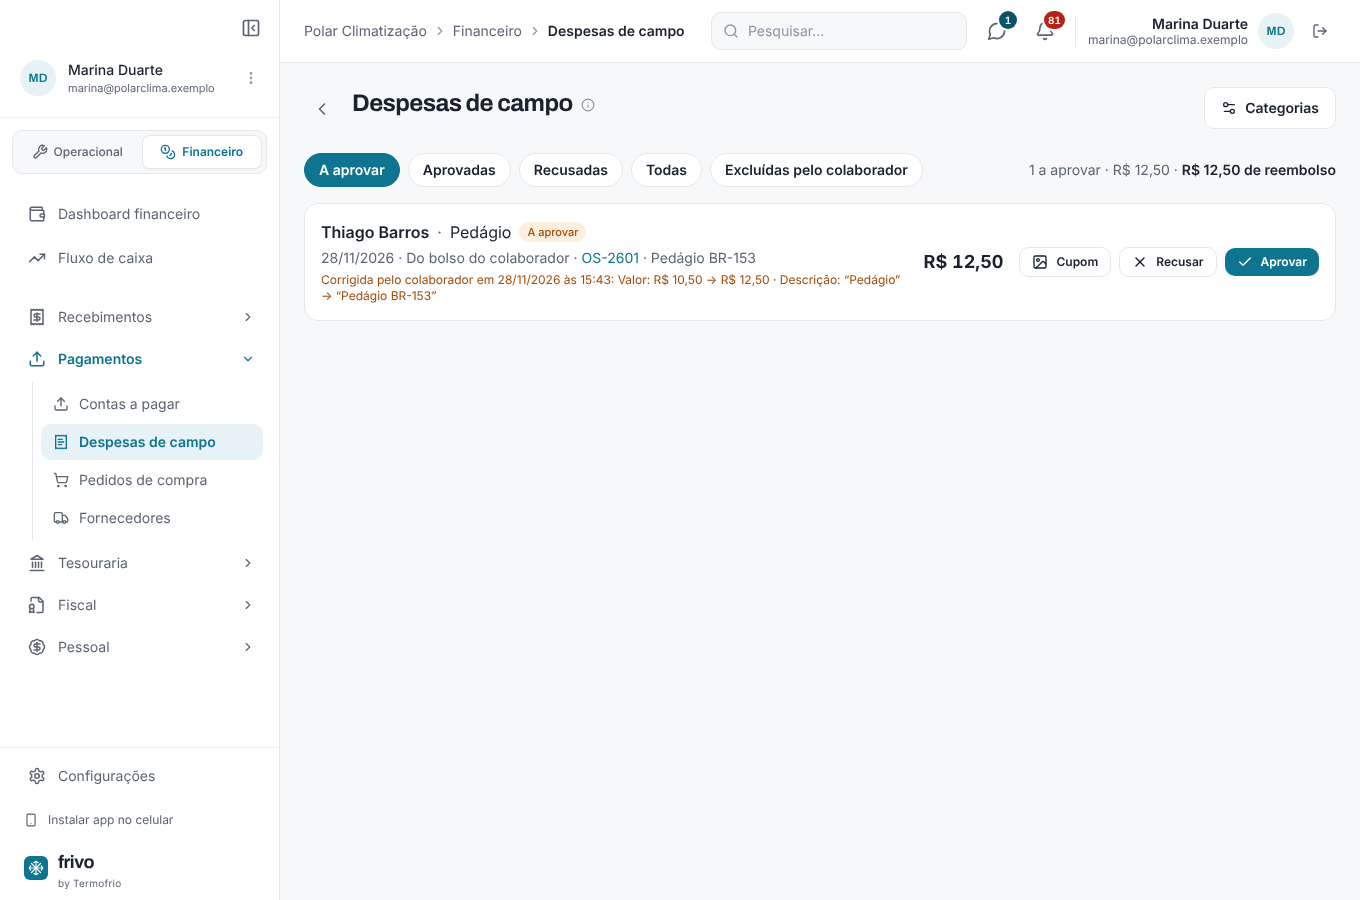 MD
Marina Duarte
marina@polarclima.exemplo
Operacional
Financeiro
Dashboard financeiro
Fluxo de caixa
Recebimentos
Pagamentos
Contas a pagar
Despesas de campo
Pedidos de compra
Fornecedores
Tesouraria
Fiscal
Pessoal
Configurações
Instalar app no celular
frivo
by Termofrio
Polar Climatização > Financeiro > Despesas de campo
Pesquisar...
1
81
Marina Duarte
marina@polarclima.exemplo
MD
Despesas de campo
Categorias
A aprovar
Aprovadas
Recusadas
Todas
Excluídas pelo colaborador
1 a aprovar · R$ 12,50 · R$ 12,50 de reembolso
Thiago Barros · Pedágio A aprovar
28/11/2026 · Do bolso do colaborador · OS-2601 · Pedágio BR-153
Corrigida pelo colaborador em 28/11/2026 às 15:43: Valor: R$ 10,50 → R$ 12,50 · Descrição: “Pedágio”
→ “Pedágio BR-153”
R$ 12,50
Cupom
Recusar
Aprovar